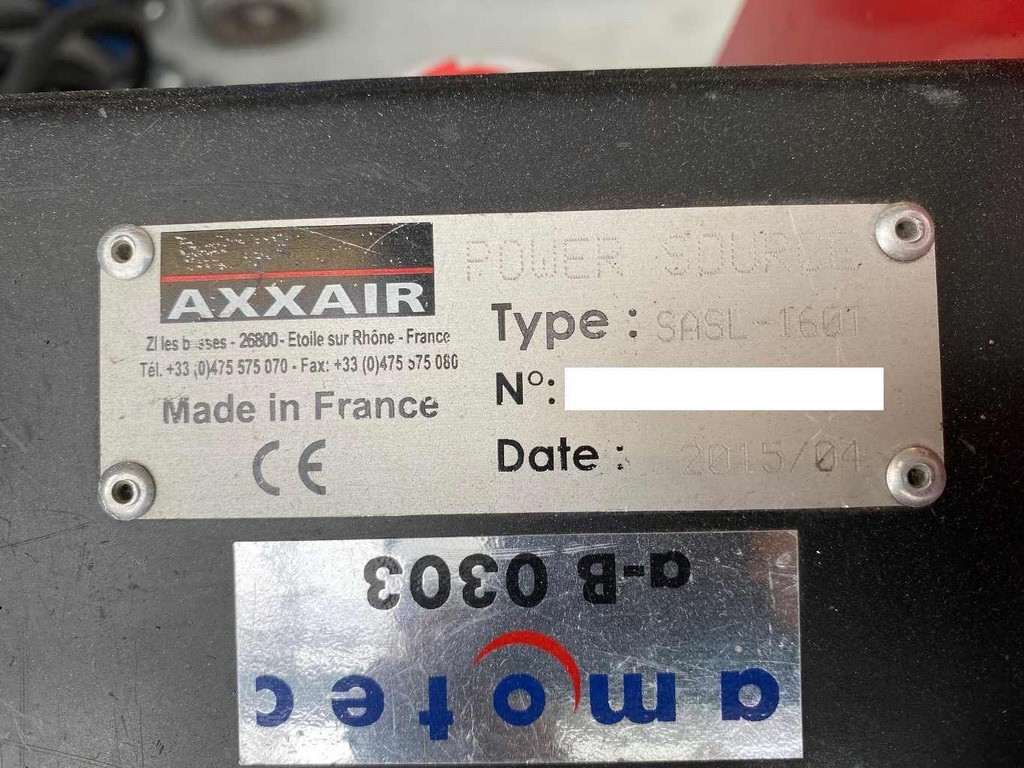 AXXAIR
ZI les b sses - 26800 - Etoile sur Rhône - France
Tél. +33 (0)475 575 070 - Fax: +33 (0)475 575 080
Made in France
CE
POWER SOURCE
Type : SASL-1601
N°:
Date : 2015/04
a-B 0303
amotec